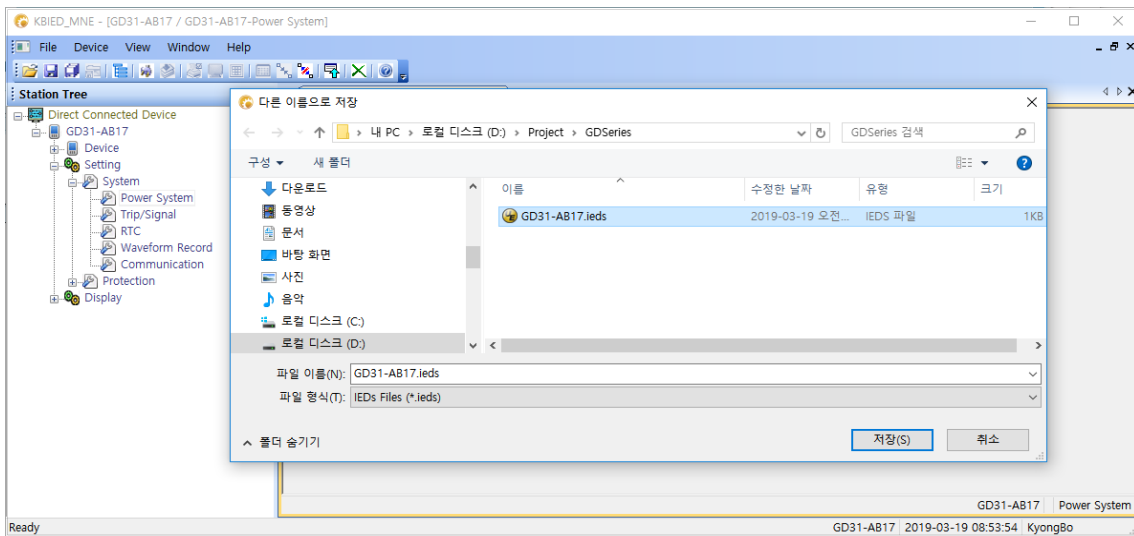 KBIED_MNE - [GD31-AB17 / GD31-AB17-Power System]
File Device View Window Help
Station Tree
Direct Connected Device
GD31-AB17
Device
Setting
System
Power System
Trip/Signal
RTC
Waveform Record
Communication
Protection
Display
다른 이름으로 저장
내 PC › 로컬 디스크 (D:) › Project › GDSeries
GDSeries 검색
구성 새 폴더
다운로드
동영상
문서
바탕 화면
사진
음악
로컬 디스크 (C:)
로컬 디스크 (D:)
이름 수정한 날짜 유형 크기
GD31-AB17.ieds 2019-03-19 오전... IEDS 파일 1KB
파일 이름(N): GD31-AB17.ieds
파일 형식(T): IEDs Files (*.ieds)
폴더 숨기기
저장(S) 취소
GD31-AB17 Power System
Ready GD31-AB17 2019-03-19 08:53:54 KyongBo